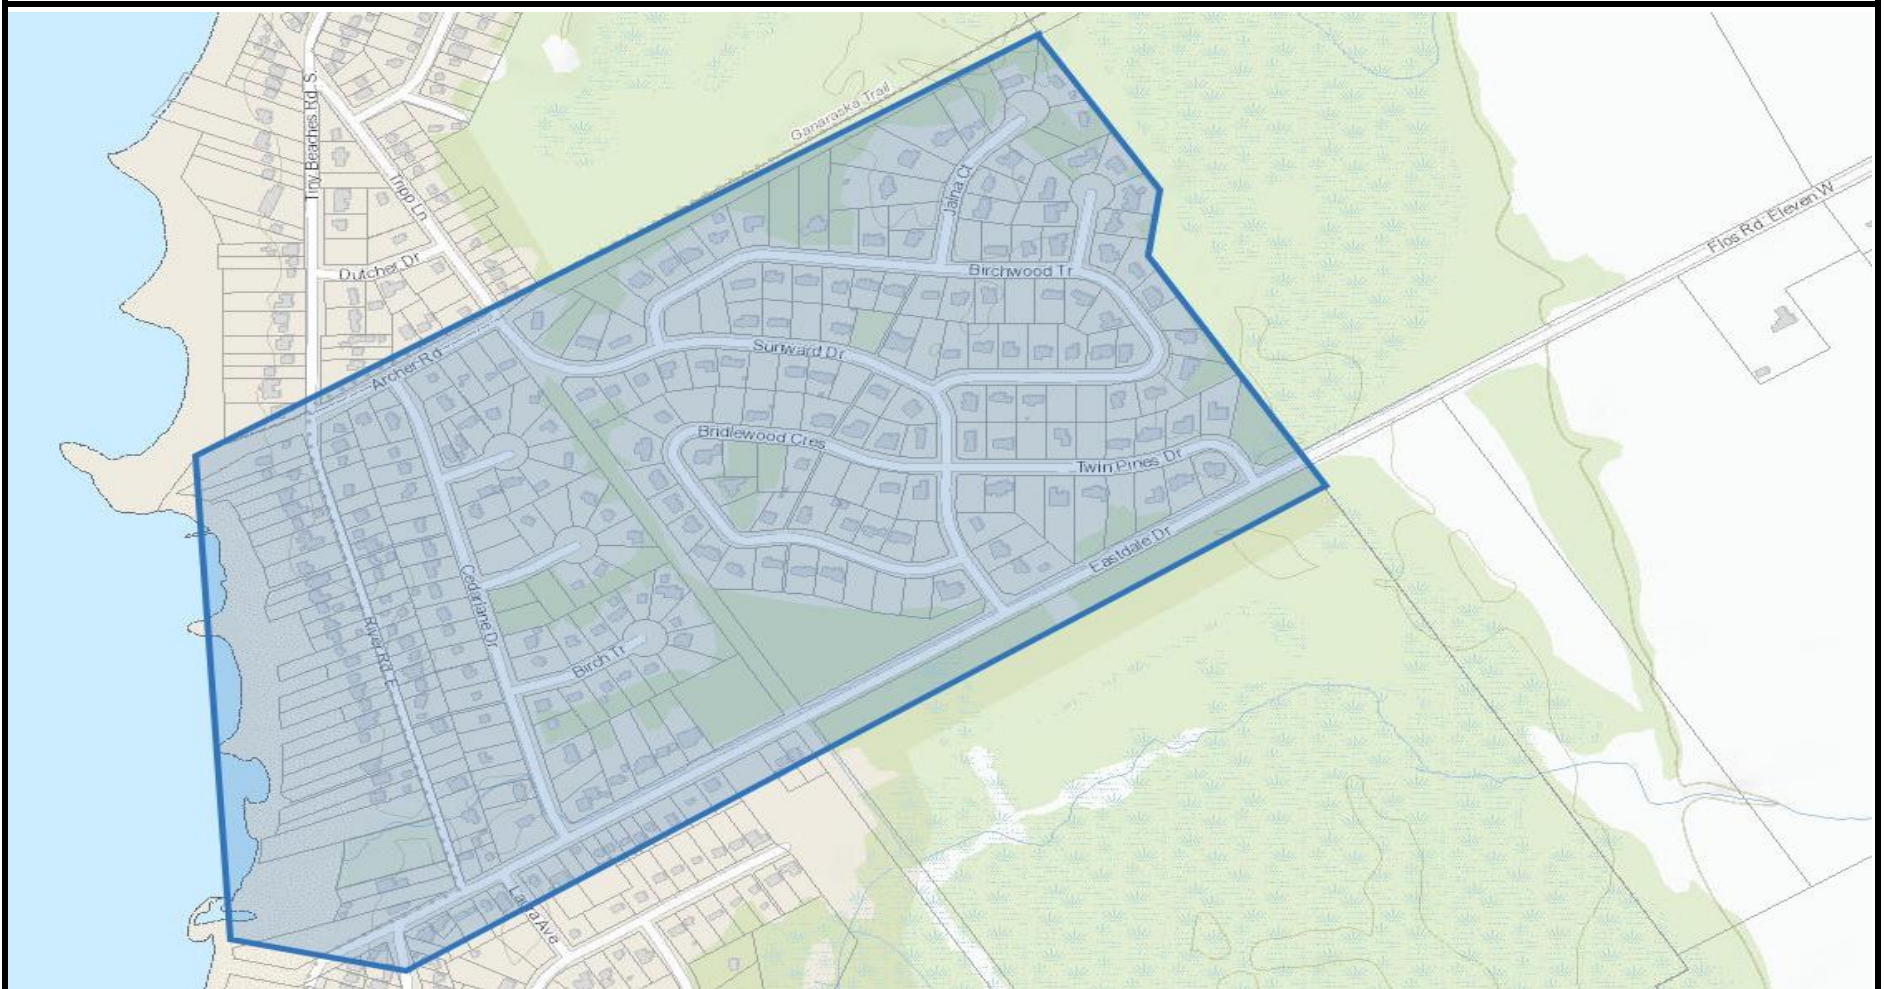 Ganaraska Trail
Tiny Beaches Rd. S.
Jaina Ct
Tripp Ln
Flos Rd Eleven W
Dutcher Dr
Birchwood Tr
Archer Rd
Sunward Dr
Bridlewood Cres
Twin Pines Dr
Eastdale Dr
Cedarlane Dr
River Rd E
Birch Tr
Laura Ave